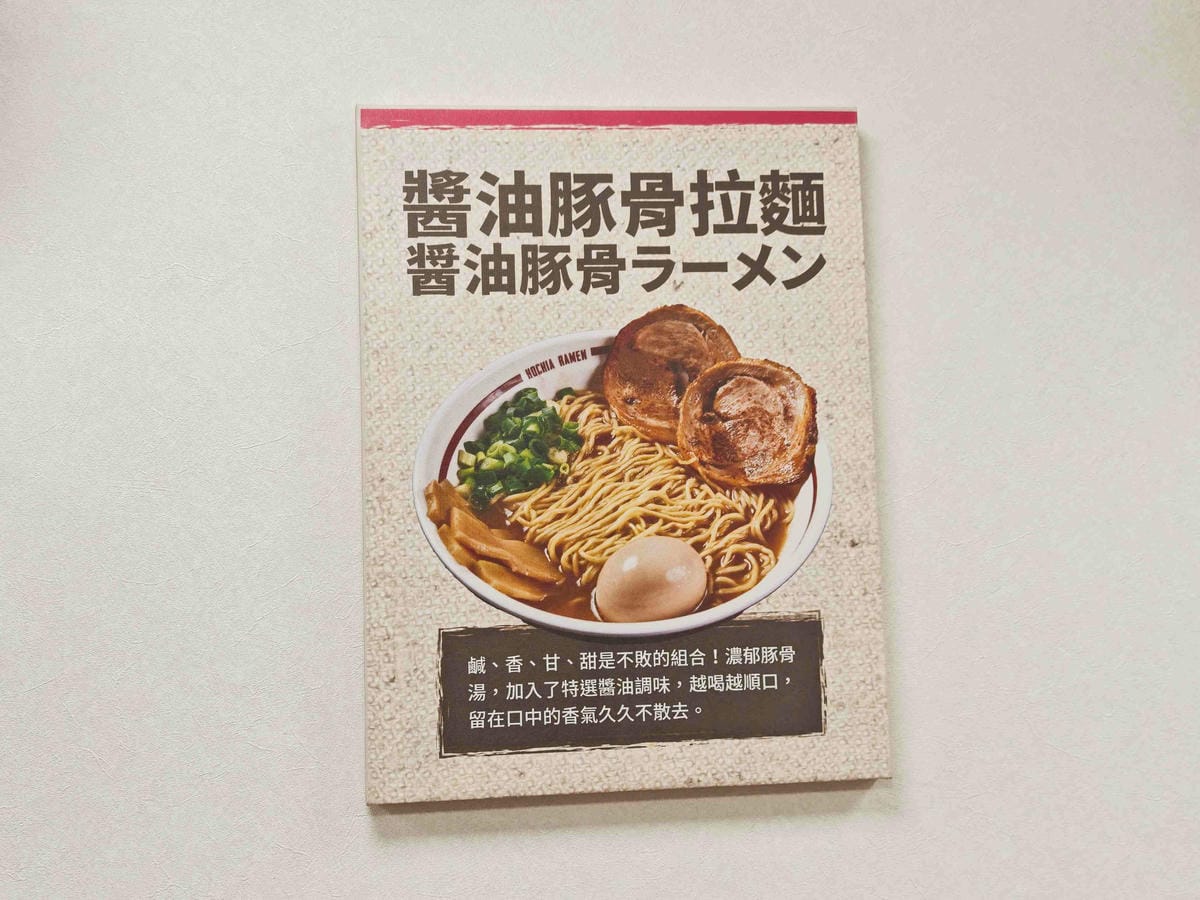 醬油豚骨拉麵
醤油豚骨ラーメン
HOCHIA RAMEN
鹹、香、甘、甜是不敗的組合！濃郁豚骨
湯，加入了特選醬油調味，越喝越順口，
留在口中的香氣久久不散去。